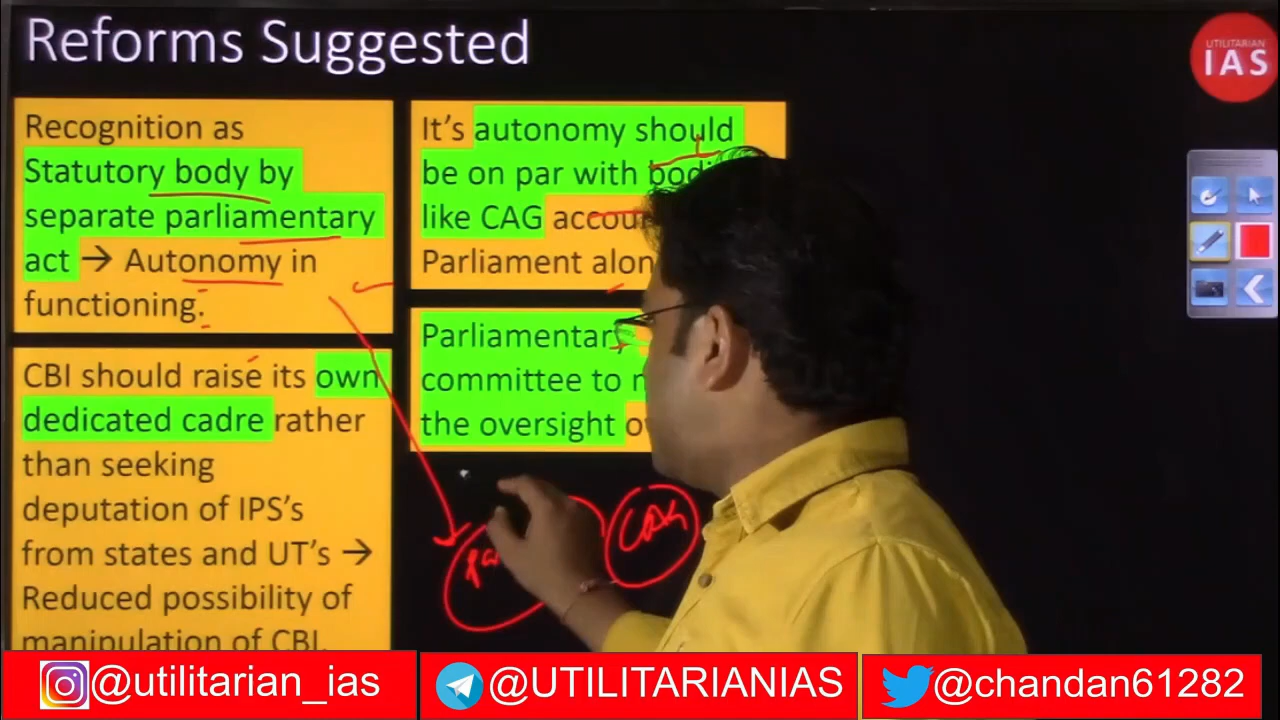 Reforms Suggested
UTILITARIAN
IAS
Recognition as
Statutory body by
separate parliamentary
act → Autonomy in
functioning.
CBI should raise its own
dedicated cadre rather
than seeking
deputation of IPS's
from states and UT's →
Reduced possibility of
manipulation of CBI.
It's autonomy should
be on par with
like CAG
Parliament
Parliamentary
committee to
the oversight
CAG
@utilitarian_ias
@UTILITARIANIAS
@chandan61282